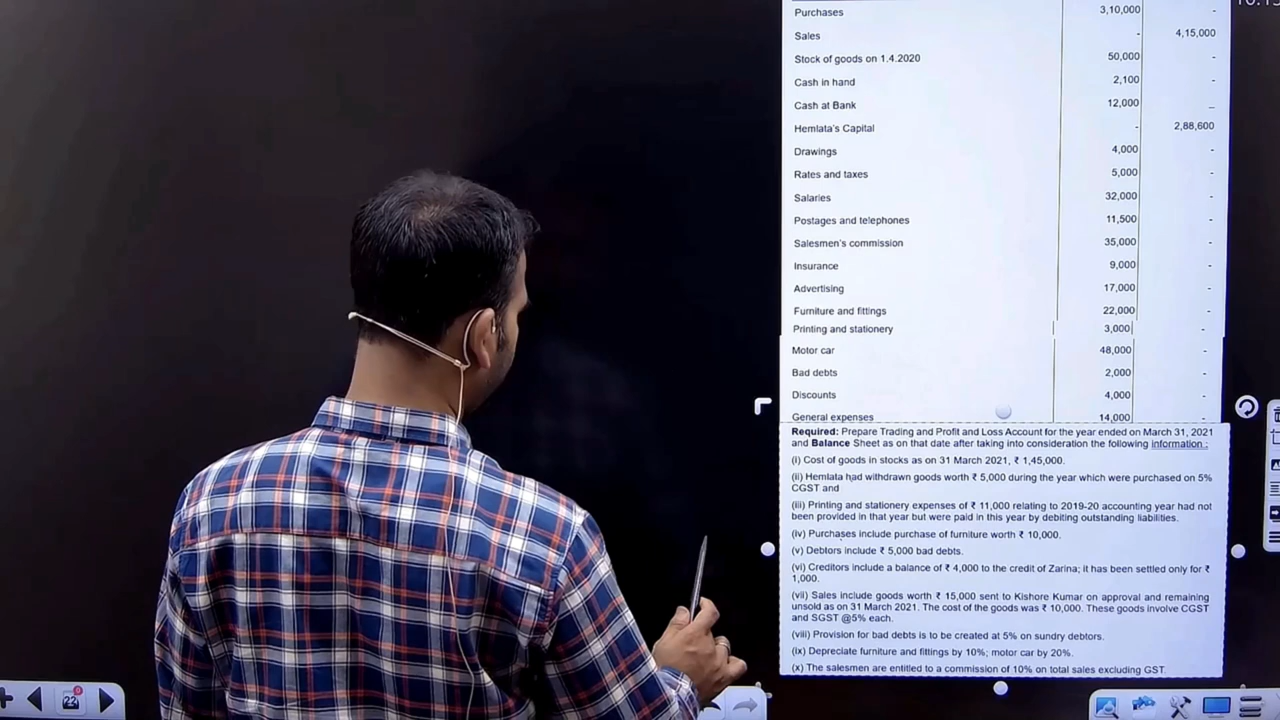 Purchases 3,10,000 -
Sales - 4,15,000
Stock of goods on 1.4.2020 50,000 -
Cash in hand 2,100 -
Cash at Bank 12,000 _
Hemlata's Capital - 2,88,600
Drawings 4,000 -
Rates and taxes 5,000 -
Salaries 32,000 -
Postages and telephones 11,500 -
Salesmen's commission 35,000 -
Insurance 9,000 -
Advertising 17,000 -
Furniture and fittings 22,000 -
Printing and stationery 3,000 -
Motor car 48,000 -
Bad debts 2,000 -
Discounts 4,000 -
General expenses 14,000 -
Required: Prepare Trading and Profit and Loss Account for the year ended on March 31, 2021
and Balance Sheet as on that date after taking into consideration the following information :
(i) Cost of goods in stocks as on 31 March 2021, ₹ 1,45,000.
(ii) Hemlata had withdrawn goods worth ₹ 5,000 during the year which were purchased on 5%
CGST and
(iii) Printing and stationery expenses of ₹ 11,000 relating to 2019-20 accounting year had not
been provided in that year but were paid in this year by debiting outstanding liabilities.
(iv) Purchases include purchase of furniture worth ₹ 10,000.
(v) Debtors include ₹ 5,000 bad debts.
(vi) Creditors include a balance of ₹ 4,000 to the credit of Zarina; it has been settled only for ₹
1,000.
(vii) Sales include goods worth ₹ 15,000 sent to Kishore Kumar on approval and remaining
unsold as on 31 March 2021. The cost of the goods was ₹ 10,000. These goods involve CGST
and SGST @5% each.
(viii) Provision for bad debts is to be created at 5% on sundry debtors.
(ix) Depreciate furniture and fittings by 10%; motor car by 20%.
(x) The salesmen are entitled to a commission of 10% on total sales excluding GST.
22